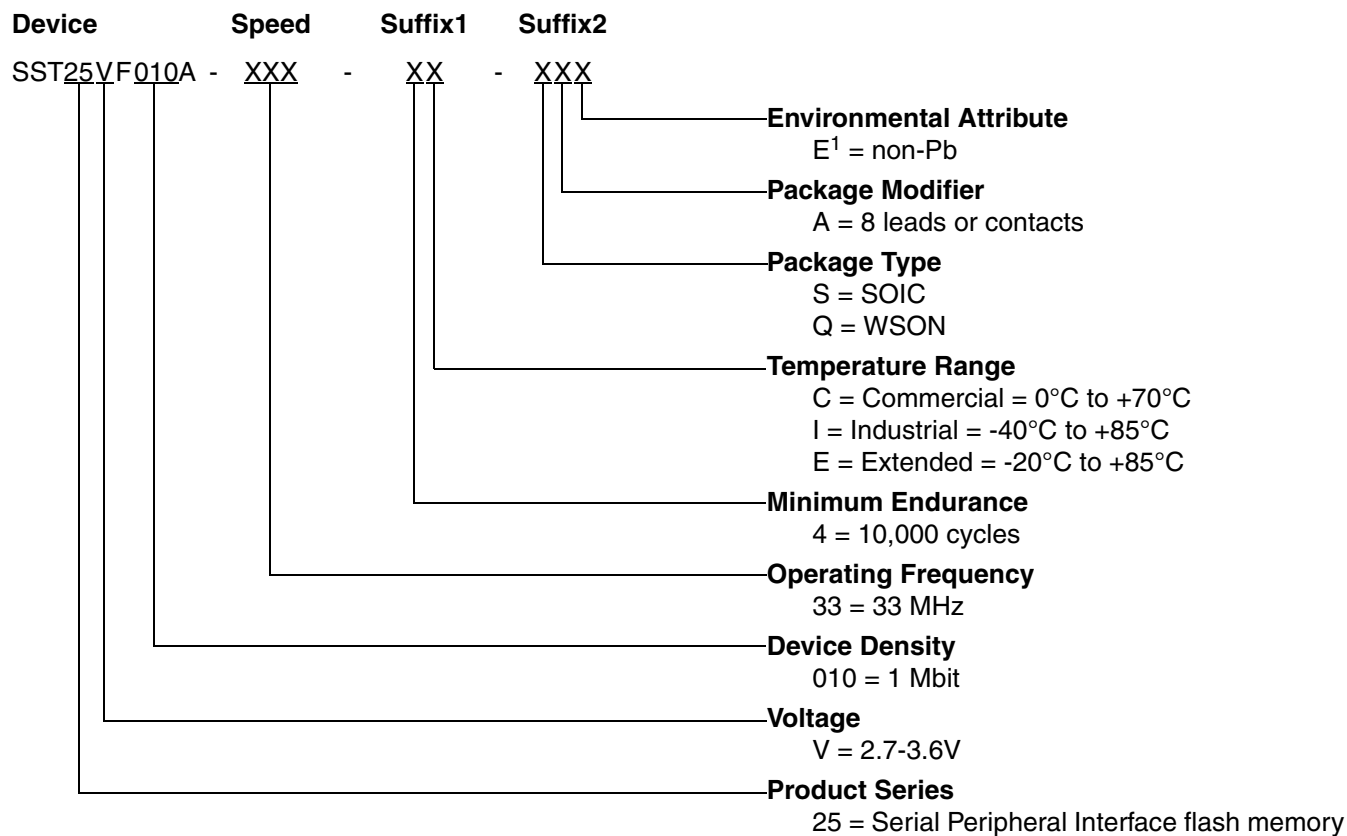 Device Speed Suffix1 Suffix2
SST25VF010A - XXX - XX - XXX
Environmental Attribute
E1 = non-Pb
Package Modifier
A = 8 leads or contacts
Package Type
S = SOIC
Q = WSON
Temperature Range
C = Commercial = 0°C to +70°C
I = Industrial = -40°C to +85°C
E = Extended = -20°C to +85°C
Minimum Endurance
4 = 10,000 cycles
Operating Frequency
33 = 33 MHz
Device Density
010 = 1 Mbit
Voltage
V = 2.7-3.6V
Product Series
25 = Serial Peripheral Interface flash memory